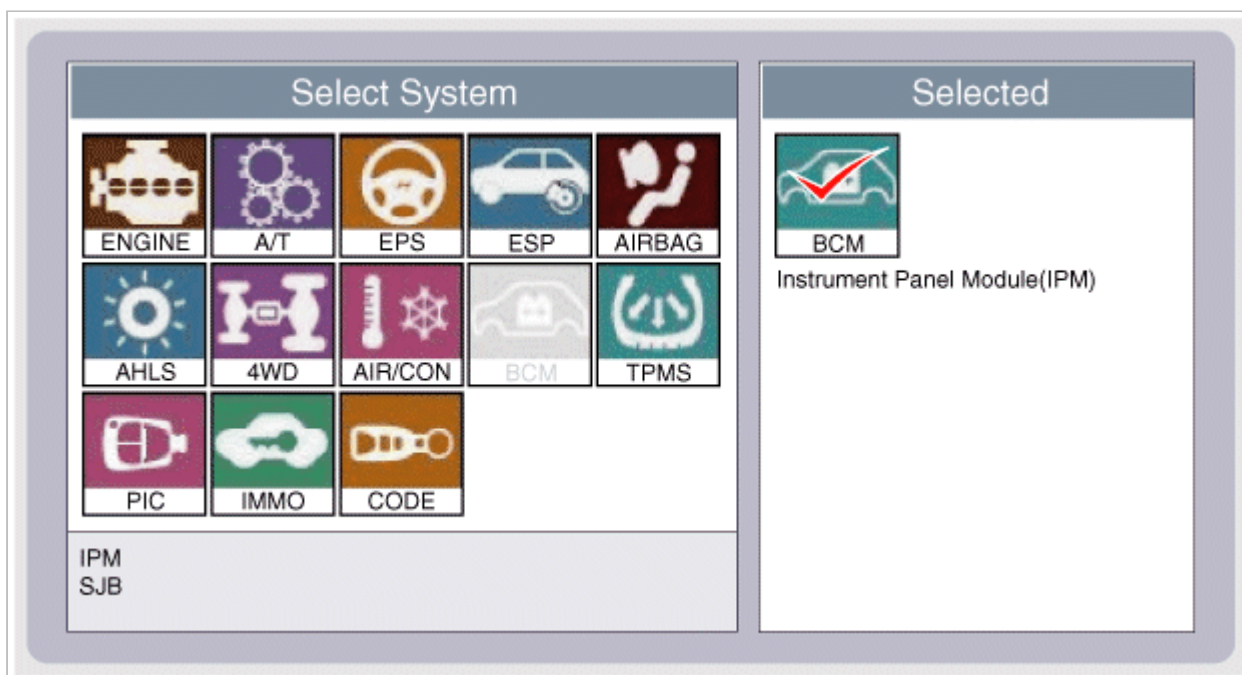 Select System
Selected
ENGINE
A/T
EPS
ESP
AIRBAG
AHLS
4WD
AIR/CON
BCM
TPMS
PIC
IMMO
CODE
IPM
SJB
BCM
Instrument Panel Module(IPM)